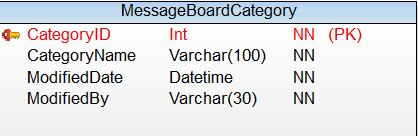 MessageBoardCategory
CategoryID Int NN (PK)
CategoryName Varchar(100) NN
ModifiedDate Datetime NN
ModifiedBy Varchar(30) NN